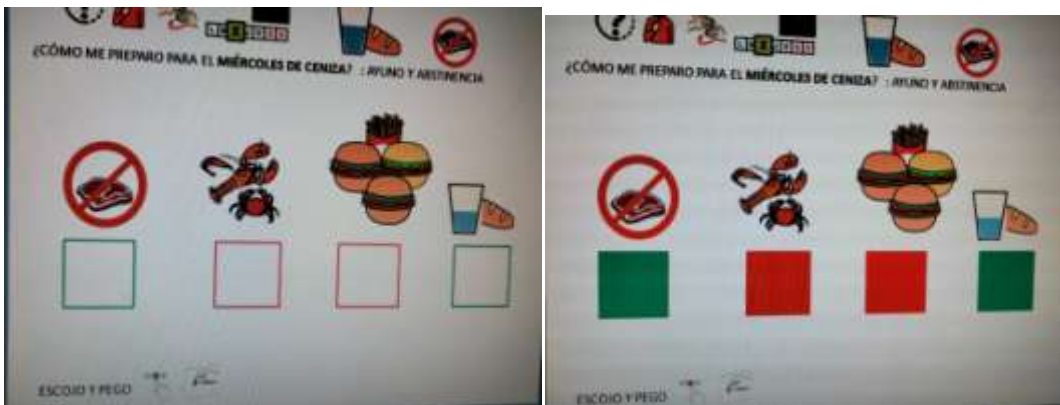 ¿CÓMO ME PREPARO PARA EL MIÉRCOLES DE CENIZA? : AYUNO Y ABSTINENCIA
ESCOJO Y PEGO
¿CÓMO ME PREPARO PARA EL MIÉRCOLES DE CENIZA? : AYUNO Y ABSTINENCIA
ESCOJO Y PEGO